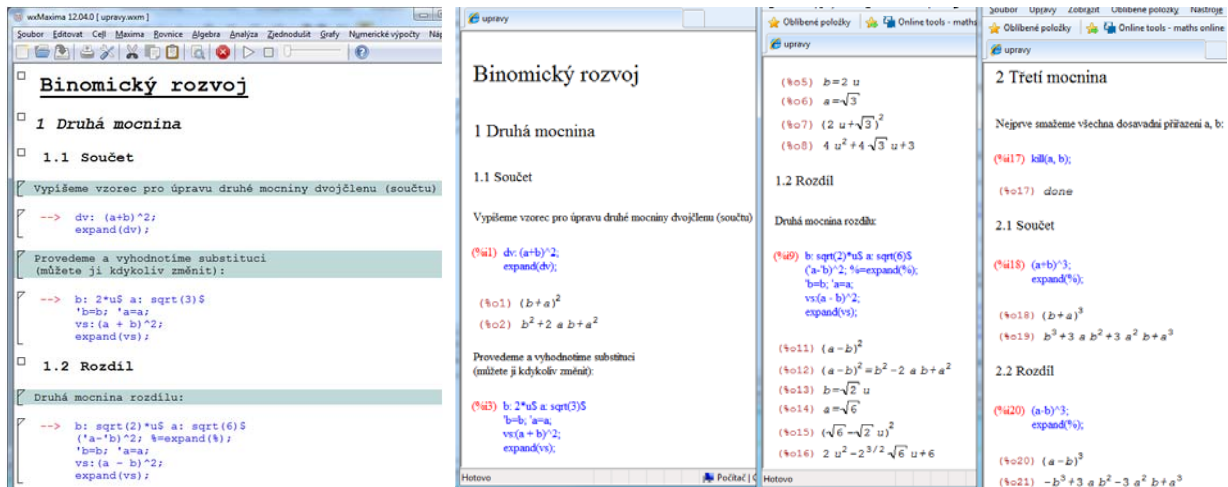 wxMaxima 12.04.0 [ upravy.wxm ]
Soubor Editovat Cell Maxima Rovnice Algebra Analýza Zjednodušit Grafy Numerické výpočty
Binomický rozvoj
1 Druhá mocnina
1.1 Součet
Vypíšeme vzorec pro úpravu druhé mocniny dvojčlenu (součtu)
--> dv: (a+b)^2;
expand(dv);
Provedeme a vyhodnotíme substituci
(můžete ji kdykoliv změnit):
--> b: 2*u$ a: sqrt(3)$
'b=b; 'a=a;
vs:(a + b)^2;
expand(vs);
1.2 Rozdíl
Druhá mocnina rozdílu:
--> b: sqrt(2)*u$ a: sqrt(6)$
('a-'b)^2; %=expand(%);
'b=b; 'a=a;
vs:(a - b)^2;
expand(vs);
upravy
Binomický rozvoj
1 Druhá mocnina
1.1 Součet
Vypíšeme vzorec pro úpravu druhé mocniny dvojčlenu (součtu)
(%i1) dv: (a+b)^2;
expand(dv);
(%o1) (b+a)²
(%o2) b²+2 a b+a²
Provedeme a vyhodnotíme substituci
(můžete ji kdykoliv změnit):
(%i3) b: 2*u$ a: sqrt(3)$
'b=b; 'a=a;
vs:(a + b)^2;
expand(vs);
Hotovo
Počítač |
Oblíbené položky Online tools - maths
upravy
(%o5) b=2 u
(%o6) a=√3
(%o7) (2 u+√3)²
(%o8) 4 u²+4 √3 u+3
1.2 Rozdíl
Druhá mocnina rozdílu:
(%i9) b: sqrt(2)*u$ a: sqrt(6)$
('a-'b)^2; %=expand(%);
'b=b; 'a=a;
vs:(a - b)^2;
expand(vs);
(%o11) (a-b)²
(%o12) (a-b)²=b²-2 a b+a²
(%o13) b=√2 u
(%o14) a=√6
(%o15) (√6-√2 u)²
(%o16) 2 u²-2^3/2 √6 u+6
Hotovo
Soubor Úpravy Zobrazit Oblíbené položky Nástroje
Oblíbené položky Online tools - maths online
upravy
2 Třetí mocnina
Nejprve smažeme všechna dosavadní přiřazení a, b:
(%i17) kill(a, b);
(%o17) done
2.1 Součet
(%i18) (a+b)^3;
expand(%);
(%o18) (b+a)³
(%o19) b³+3 a b²+3 a² b+a³
2.2 Rozdíl
(%i20) (a-b)^3;
expand(%);
(%o20) (a-b)³
(%o21) -b³+3 a b²-3 a² b+a³